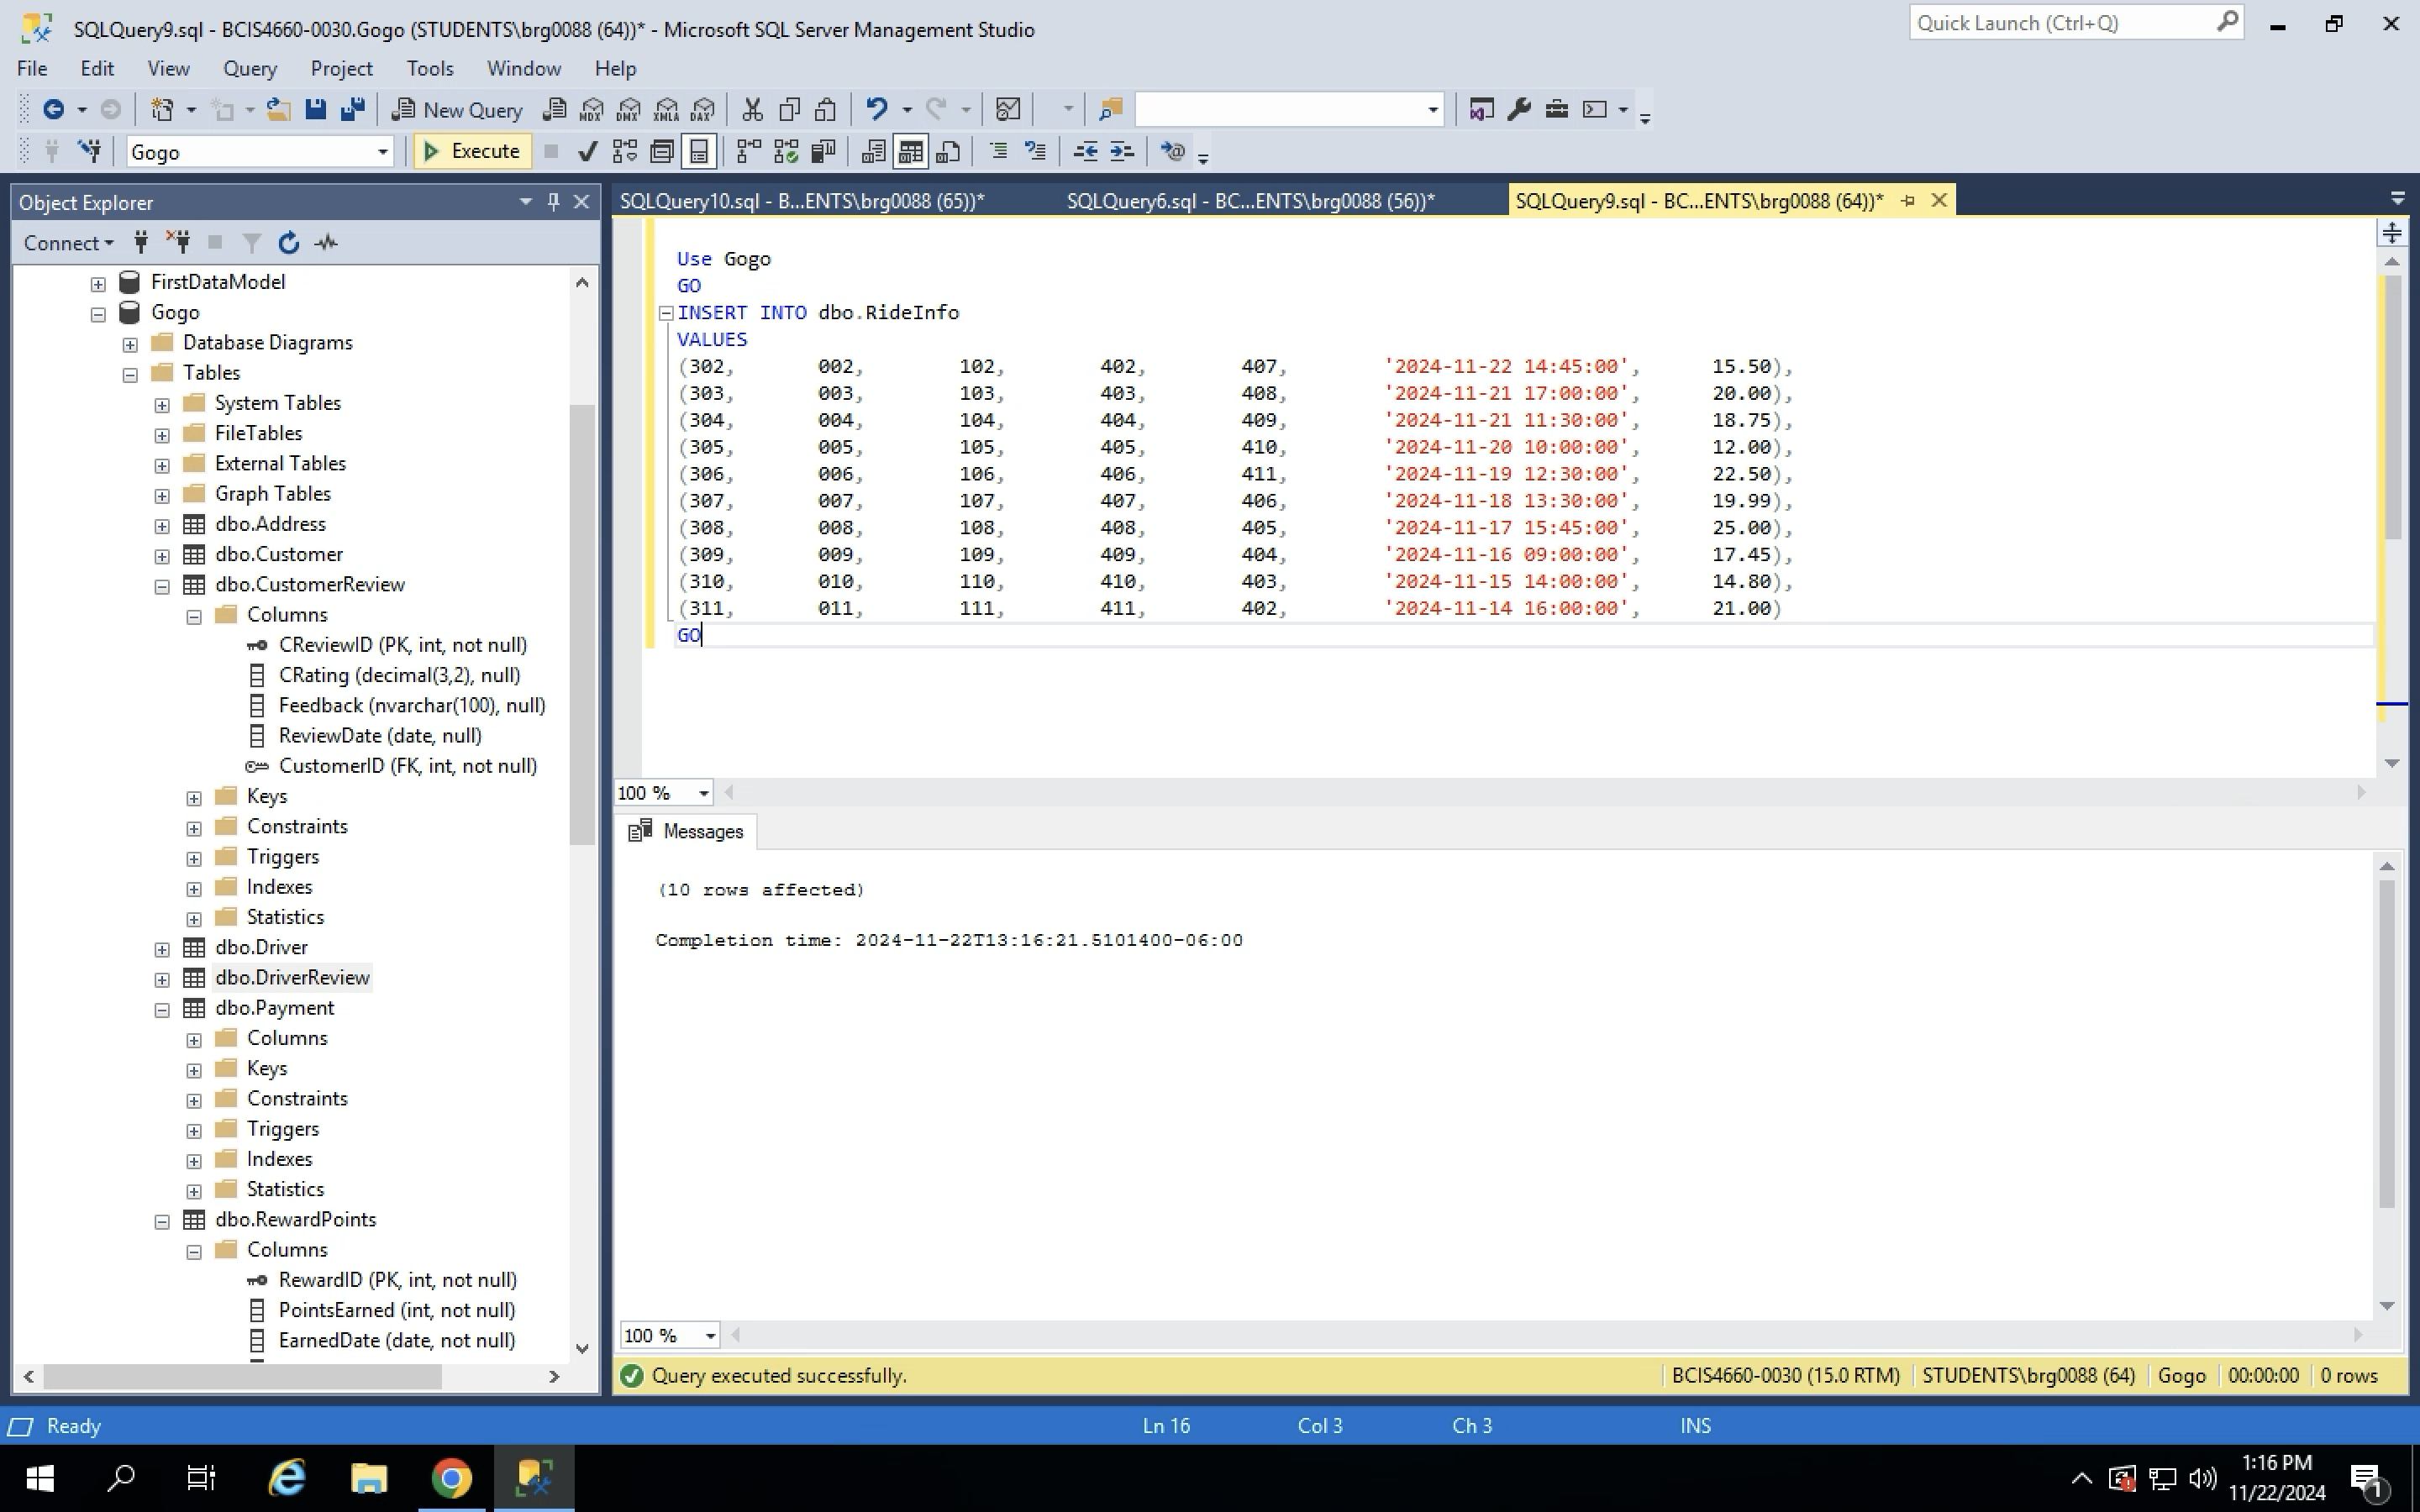 SQLQuery9.sql - BCIS4660-0030.Gogo (STUDENTS\brg0088 (64))* - Microsoft SQL Server Management Studio
Quick Launch (Ctrl+Q)
File Edit View Query Project Tools Window Help
New Query MDX DMX XMLA DAX
Gogo Execute
Object Explorer
Connect
FirstDataModel
Gogo
Database Diagrams
Tables
System Tables
FileTables
External Tables
Graph Tables
dbo.Address
dbo.Customer
dbo.CustomerReview
Columns
CReviewID (PK, int, not null)
CRating (decimal(3,2), null)
Feedback (nvarchar(100), null)
ReviewDate (date, null)
CustomerID (FK, int, not null)
Keys
Constraints
Triggers
Indexes
Statistics
dbo.Driver
dbo.DriverReview
dbo.Payment
Columns
Keys
Constraints
Triggers
Indexes
Statistics
dbo.RewardPoints
Columns
RewardID (PK, int, not null)
PointsEarned (int, not null)
EarnedDate (date, not null)
SQLQuery10.sql - B...ENTS\brg0088 (65))* SQLQuery6.sql - BC...ENTS\brg0088 (56))* SQLQuery9.sql - BC...ENTS\brg0088 (64))*
Use Gogo
GO
INSERT INTO dbo.RideInfo
VALUES
(302, 002, 102, 402, 407, '2024-11-22 14:45:00', 15.50),
(303, 003, 103, 403, 408, '2024-11-21 17:00:00', 20.00),
(304, 004, 104, 404, 409, '2024-11-21 11:30:00', 18.75),
(305, 005, 105, 405, 410, '2024-11-20 10:00:00', 12.00),
(306, 006, 106, 406, 411, '2024-11-19 12:30:00', 22.50),
(307, 007, 107, 407, 406, '2024-11-18 13:30:00', 19.99),
(308, 008, 108, 408, 405, '2024-11-17 15:45:00', 25.00),
(309, 009, 109, 409, 404, '2024-11-16 09:00:00', 17.45),
(310, 010, 110, 410, 403, '2024-11-15 14:00:00', 14.80),
(311, 011, 111, 411, 402, '2024-11-14 16:00:00', 21.00)
GO
100 %
Messages
(10 rows affected)
Completion time: 2024-11-22T13:16:21.5101400-06:00
100 %
Query executed successfully. BCIS4660-0030 (15.0 RTM) STUDENTS\brg0088 (64) Gogo 00:00:00 0 rows
Ready Ln 16 Col 3 Ch 3 INS
1:16 PM
11/22/2024
1